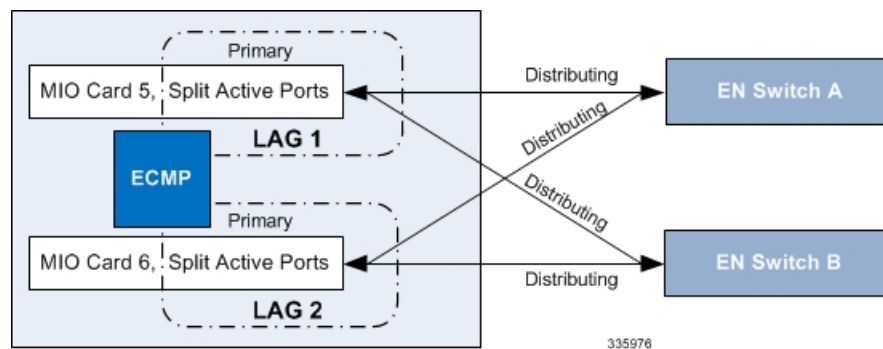 Primary
MIO Card 5, Split Active Ports
LAG 1
ECMP
Primary
MIO Card 6, Split Active Ports
LAG 2
Distributing
Distributing
Distributing
Distributing
EN Switch A
EN Switch B
335976